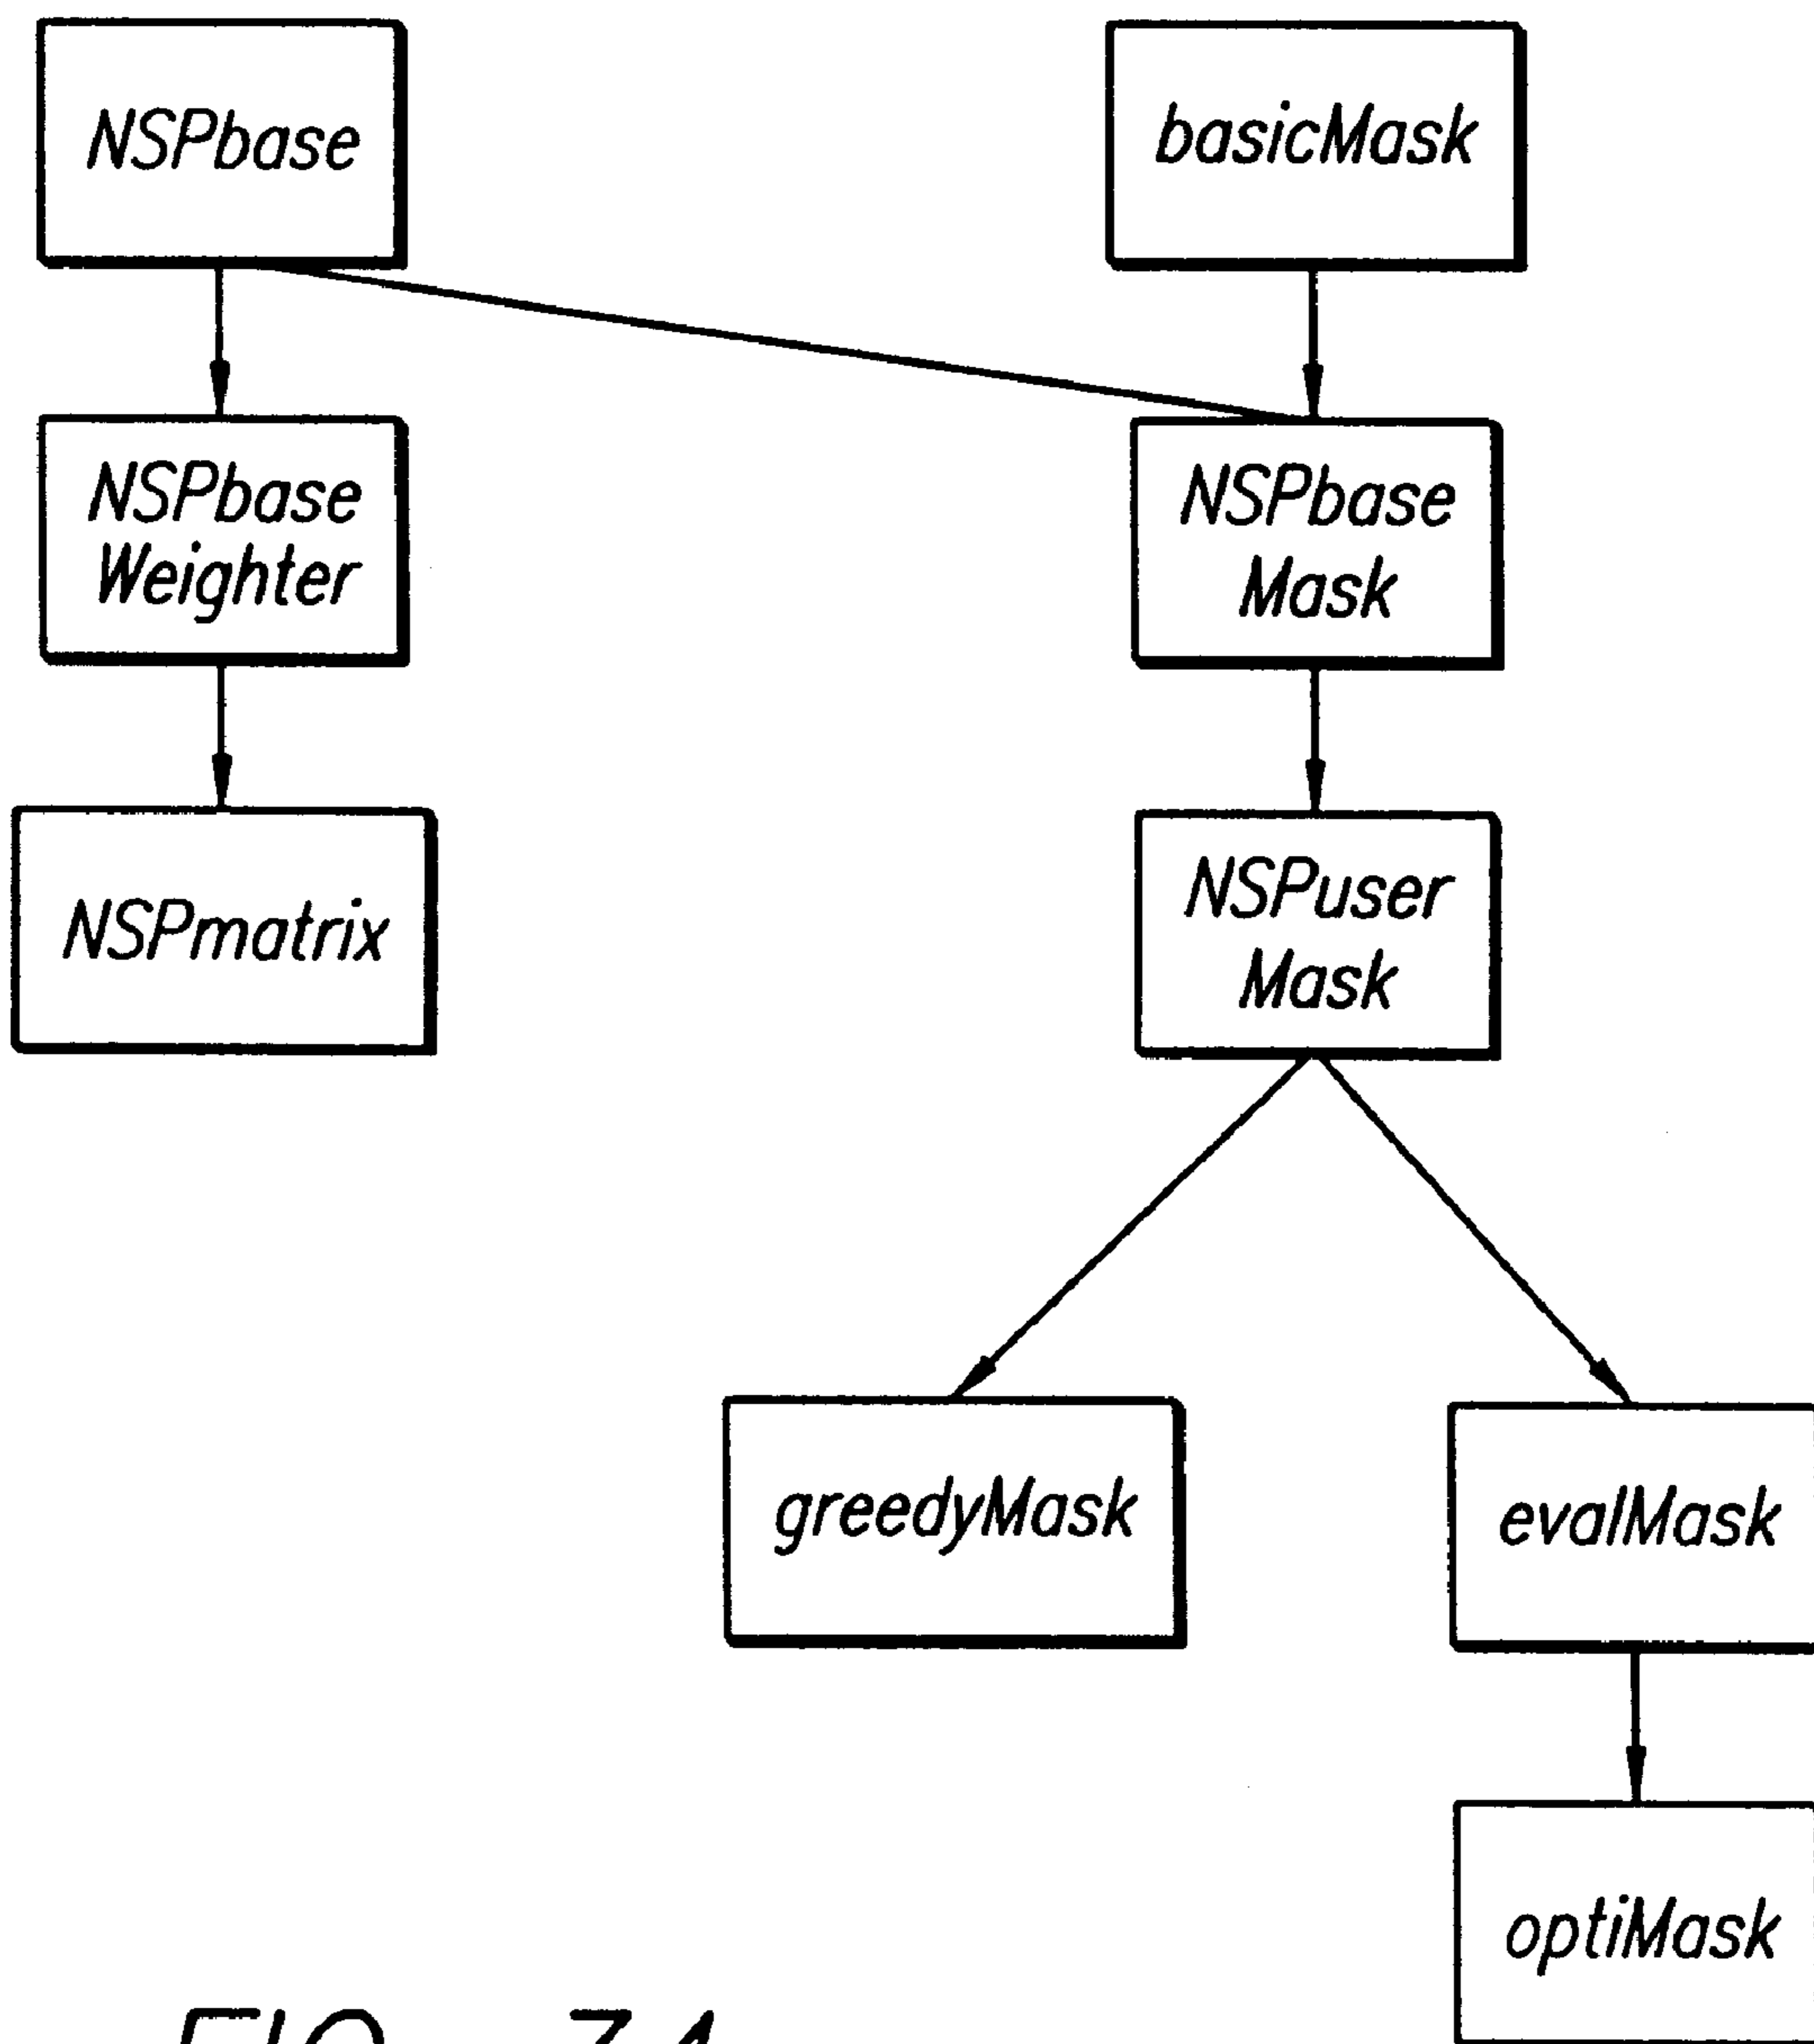 NSPbase
basicMask
NSPbase
Weighter
NSPbase
Mask
NSPmatrix
NSPuser
Mask
greedyMask
evalMask
optiMask